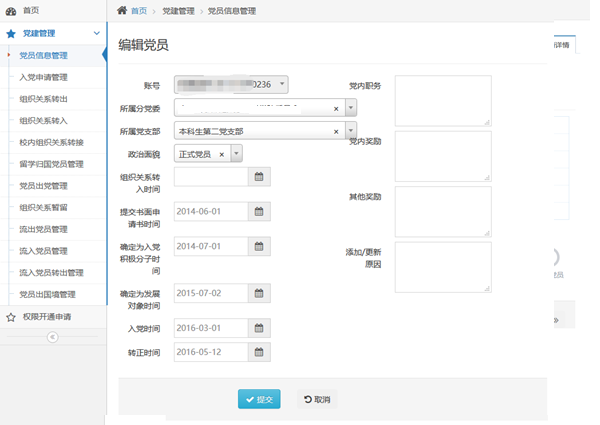 首页
党建管理
党员信息管理
入党申请管理
组织关系转出
组织关系转入
校内组织关系转接
留学归国党员管理
党员出党管理
组织关系暂留
流出党员管理
流入党员管理
流入党员转出管理
党员出国境管理
权限开通申请
首页 > 党建管理 > 党员信息管理
编辑党员
账号 0236
所属分党委
所属党支部 本科生第二党支部 ×
政治面貌 正式党员 ×
组织关系转
入时间
提交书面申
请书时间 2014-06-01
确定为入党
积极分子时
间 2014-07-01
确定为发展
对象时间 2015-07-02
入党时间 2016-03-01
转正时间 2016-05-12
党内职务
党内奖励
其他奖励
添加/更新
原因
提交 取消
详情
党员